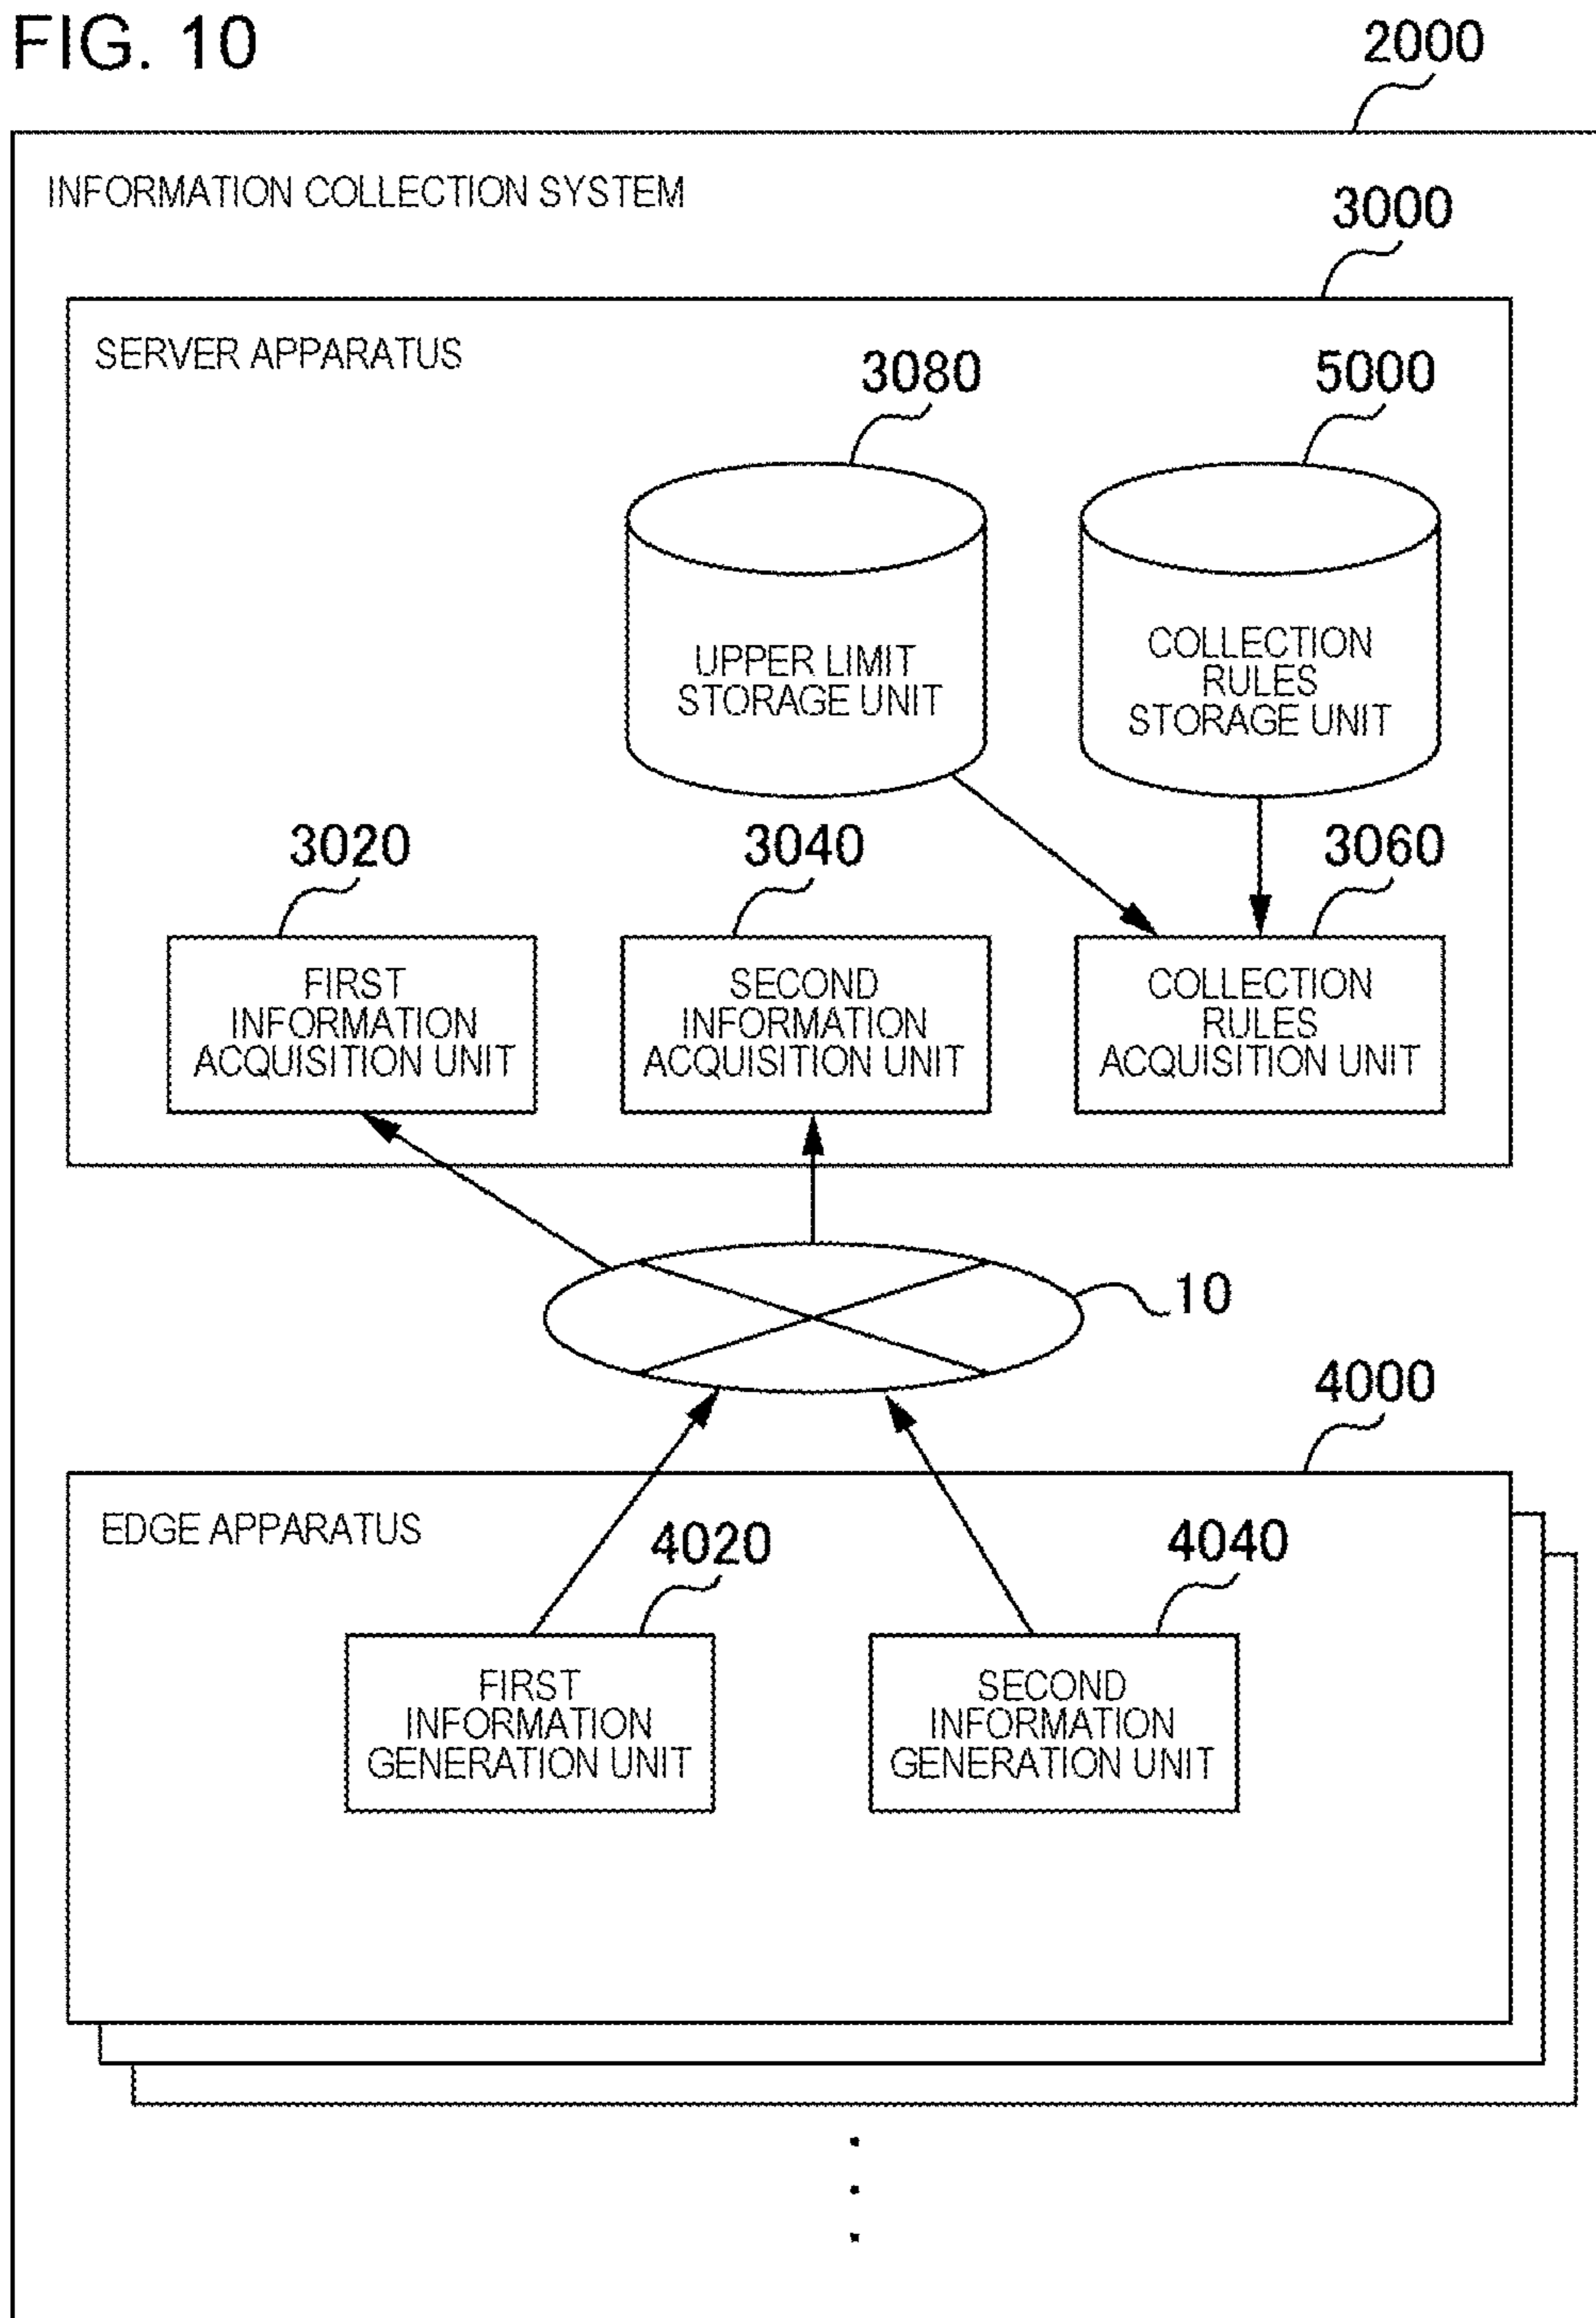 FIG. 10
2000
INFORMATION COLLECTION SYSTEM
3000
SERVER APPARATUS
3080
5000
UPPER LIMIT
STORAGE UNIT
COLLECTION
RULES
STORAGE UNIT
3020
3040
3060
FIRST
INFORMATION
ACQUISITION UNIT
SECOND
INFORMATION
ACQUISITION UNIT
COLLECTION
RULES
ACQUISITION UNIT
10
4000
EDGE APPARATUS
4020
4040
FIRST
INFORMATION
GENERATION UNIT
SECOND
INFORMATION
GENERATION UNIT